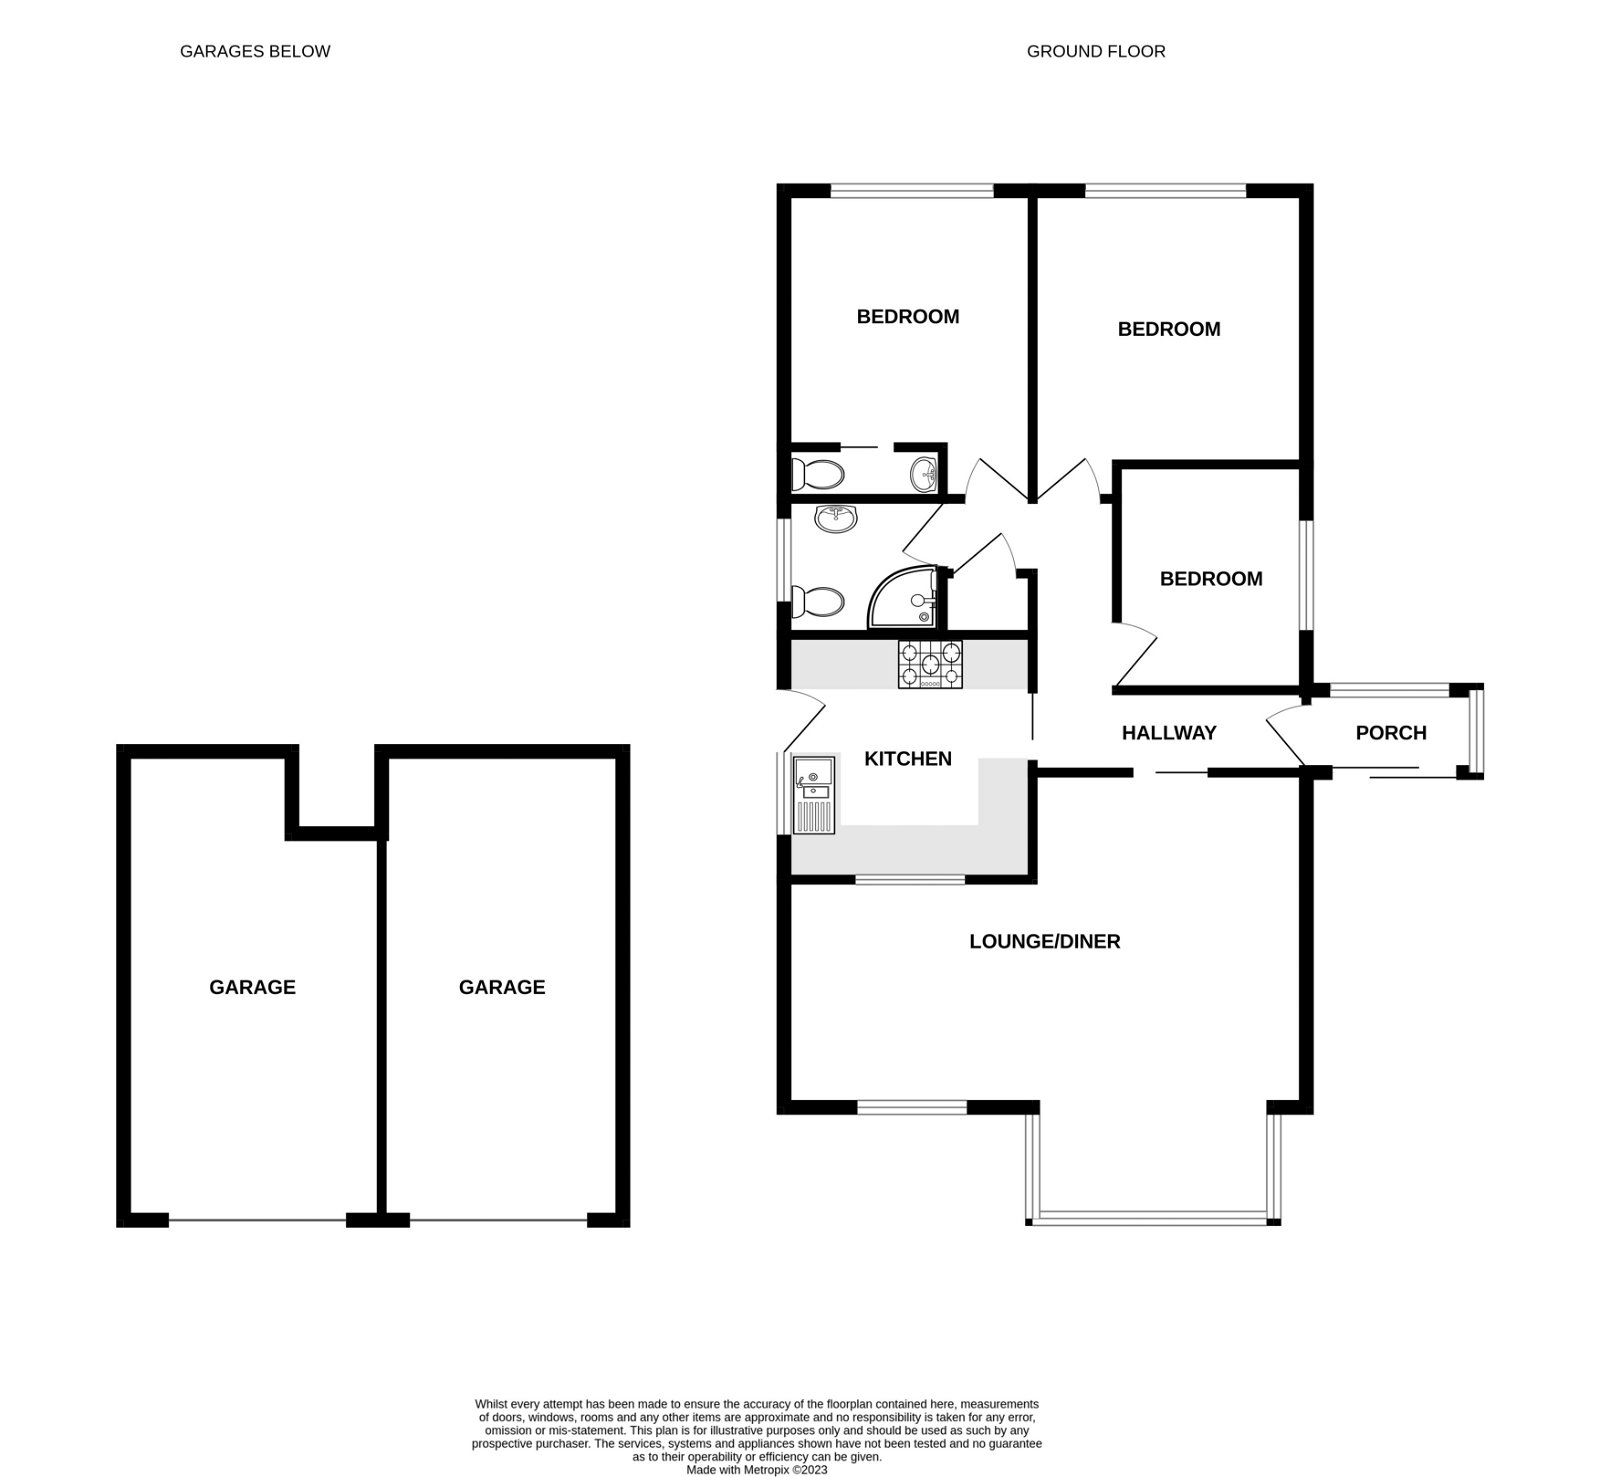 GARAGES BELOW
GROUND FLOOR
BEDROOM
BEDROOM
BEDROOM
HALLWAY
PORCH
KITCHEN
LOUNGE/DINER
GARAGE
GARAGE
Whilst every attempt has been made to ensure the accuracy of the floorplan contained here, measurements
of doors, windows, rooms and any other items are approximate and no responsibility is taken for any error,
omission or mis-statement. This plan is for illustrative purposes only and should be used as such by any
prospective purchaser. The services, systems and appliances shown have not been tested and no guarantee
as to their operability or efficiency can be given.
Made with Metropix ©2023